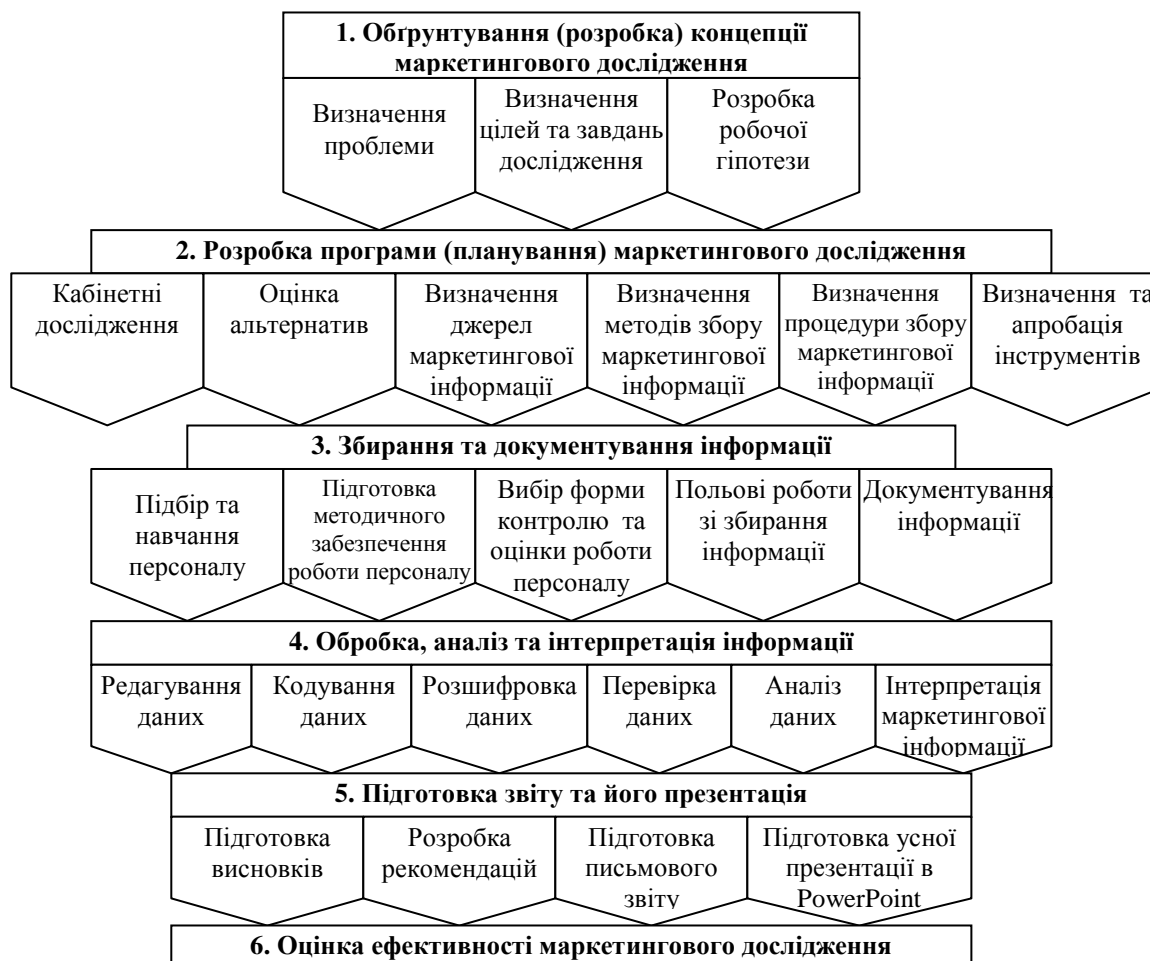 1. Обґрунтування (розробка) концепції
маркетингового дослідження
Визначення
проблеми
Визначення
цілей та завдань
дослідження
Розробка
робочої
гіпотези
2. Розробка програми (планування) маркетингового дослідження
Кабінетні
дослідження
Оцінка
альтернатив
Визначення
джерел
маркетингової
інформації
Визначення
методів збору
маркетингової
інформації
Визначення
процедури збору
маркетингової
інформації
Визначення та
апробація
інструментів
3. Збирання та документування інформації
Підбір та
навчання
персоналу
Підготовка
методичного
забезпечення
роботи персоналу
Вибір форми
контролю та
оцінки роботи
персоналу
Польові роботи
зі збирання
інформації
Документування
інформації
4. Обробка, аналіз та інтерпретація інформації
Редагування
даних
Кодування
даних
Розшифровка
даних
Перевірка
даних
Аналіз
даних
Інтерпретація
маркетингової
інформації
5. Підготовка звіту та його презентація
Підготовка
висновків
Розробка
рекомендацій
Підготовка
письмового
звіту
Підготовка усної
презентації в
PowerPoint
6. Оцінка ефективності маркетингового дослідження